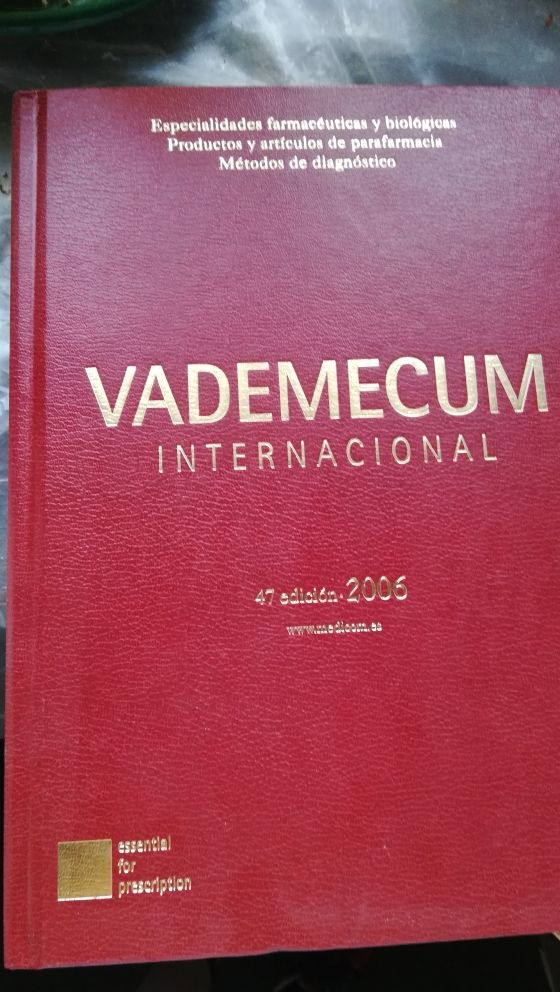 Especialidades farmacéuticas y biológicas
Productos y artículos de parafarmacia
Métodos de diagnóstico
VADEMECUM
INTERNACIONAL
47 edición · 2006
www.medicom.es
essential
for
prescription